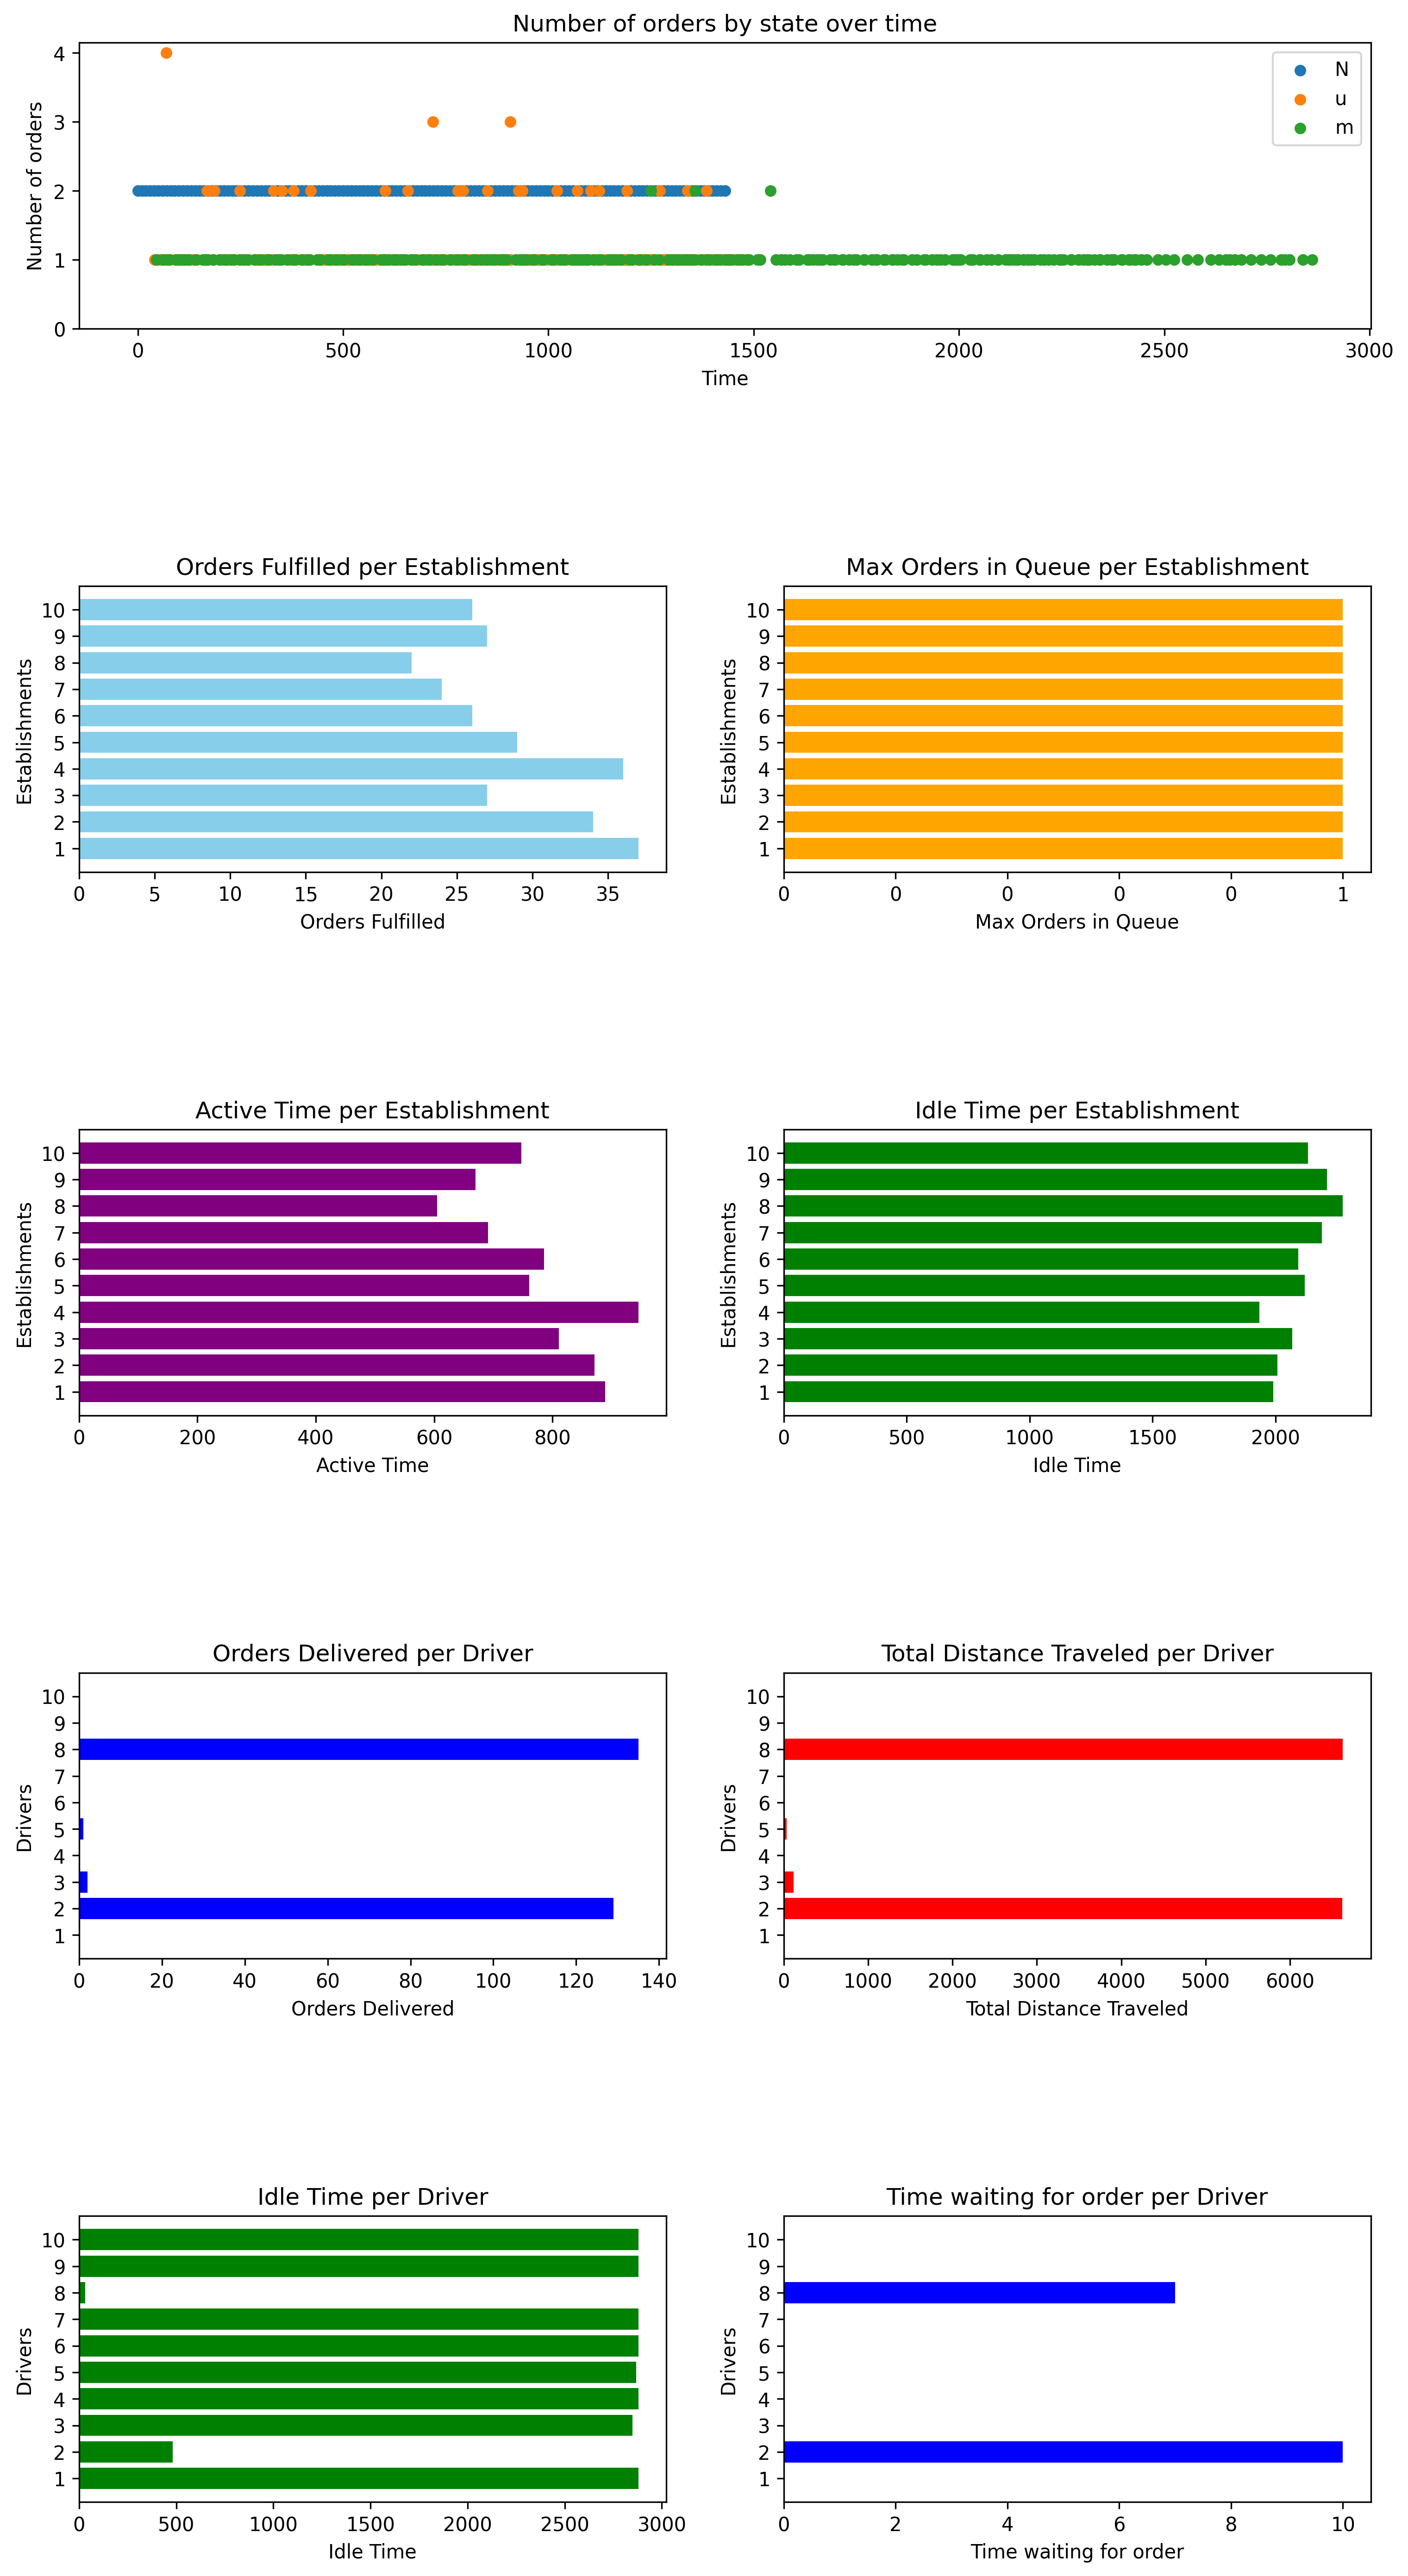 Number of orders by state over time
4
3
2
1
0
Number of orders
N
u
m
0 500 1000 1500 2000 2500 3000
Time
Orders Fulfilled per Establishment
10
9
8
7
6
5
4
3
2
1
Establishments
0 5 10 15 20 25 30 35
Orders Fulfilled
Max Orders in Queue per Establishment
10
9
8
7
6
5
4
3
2
1
Establishments
0 0 0 0 0 1
Max Orders in Queue
Active Time per Establishment
10
9
8
7
6
5
4
3
2
1
Establishments
0 200 400 600 800
Active Time
Idle Time per Establishment
10
9
8
7
6
5
4
3
2
1
Establishments
0 500 1000 1500 2000
Idle Time
Orders Delivered per Driver
10
9
8
7
6
5
4
3
2
1
Drivers
0 20 40 60 80 100 120 140
Orders Delivered
Total Distance Traveled per Driver
10
9
8
7
6
5
4
3
2
1
Drivers
0 1000 2000 3000 4000 5000 6000
Total Distance Traveled
Idle Time per Driver
10
9
8
7
6
5
4
3
2
1
Drivers
0 500 1000 1500 2000 2500 3000
Idle Time
Time waiting for order per Driver
10
9
8
7
6
5
4
3
2
1
Drivers
0 2 4 6 8 10
Time waiting for order